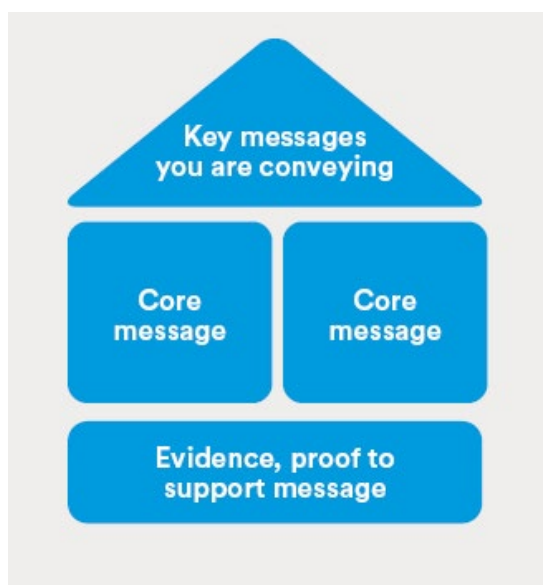 Key messages
you are conveying
Core
message
Core
message
Evidence, proof to
support message